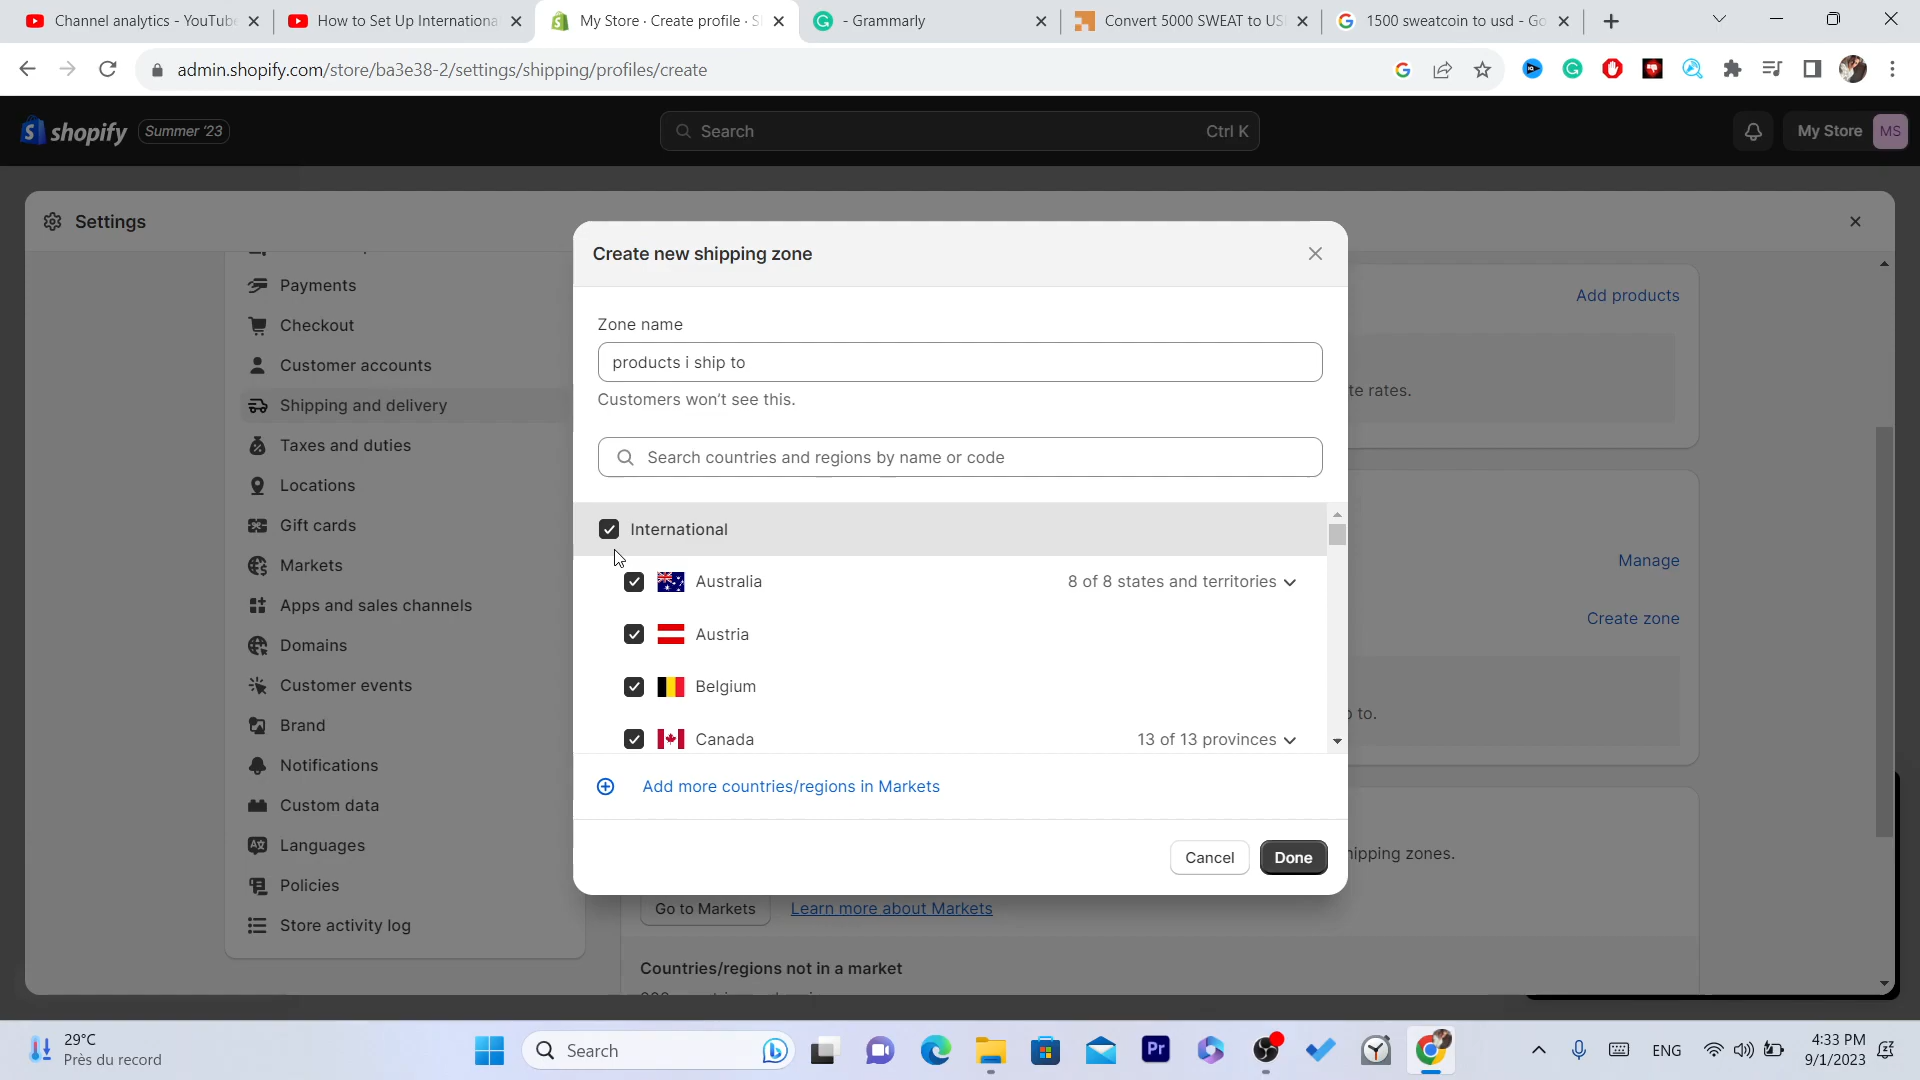 Channel analytics - YouTube
How to Set Up Internationa
My Store · Create profile · S
- Grammarly
Convert 5000 SWEAT to US
1500 sweatcoin to usd - Go
admin.shopify.com/store/ba3e38-2/settings/shipping/profiles/create
shopify
Summer '23
Search
Ctrl K
My Store
MS
Settings
Create new shipping zone
Zone name
products i ship to
Customers won't see this.
Search countries and regions by name or code
International
Australia
8 of 8 states and territories
Austria
Belgium
Canada
13 of 13 provinces
Add more countries/regions in Markets
Cancel
Done
Payments
Checkout
Customer accounts
Shipping and delivery
Taxes and duties
Locations
Gift cards
Markets
Apps and sales channels
Domains
Customer events
Brand
Notifications
Custom data
Languages
Policies
Store activity log
Add products
te rates.
Manage
Create zone
to.
hipping zones.
Go to Markets
Learn more about Markets
Countries/regions not in a market
29°C
Près du record
Search
Pr
ENG
4:33 PM
9/1/2023